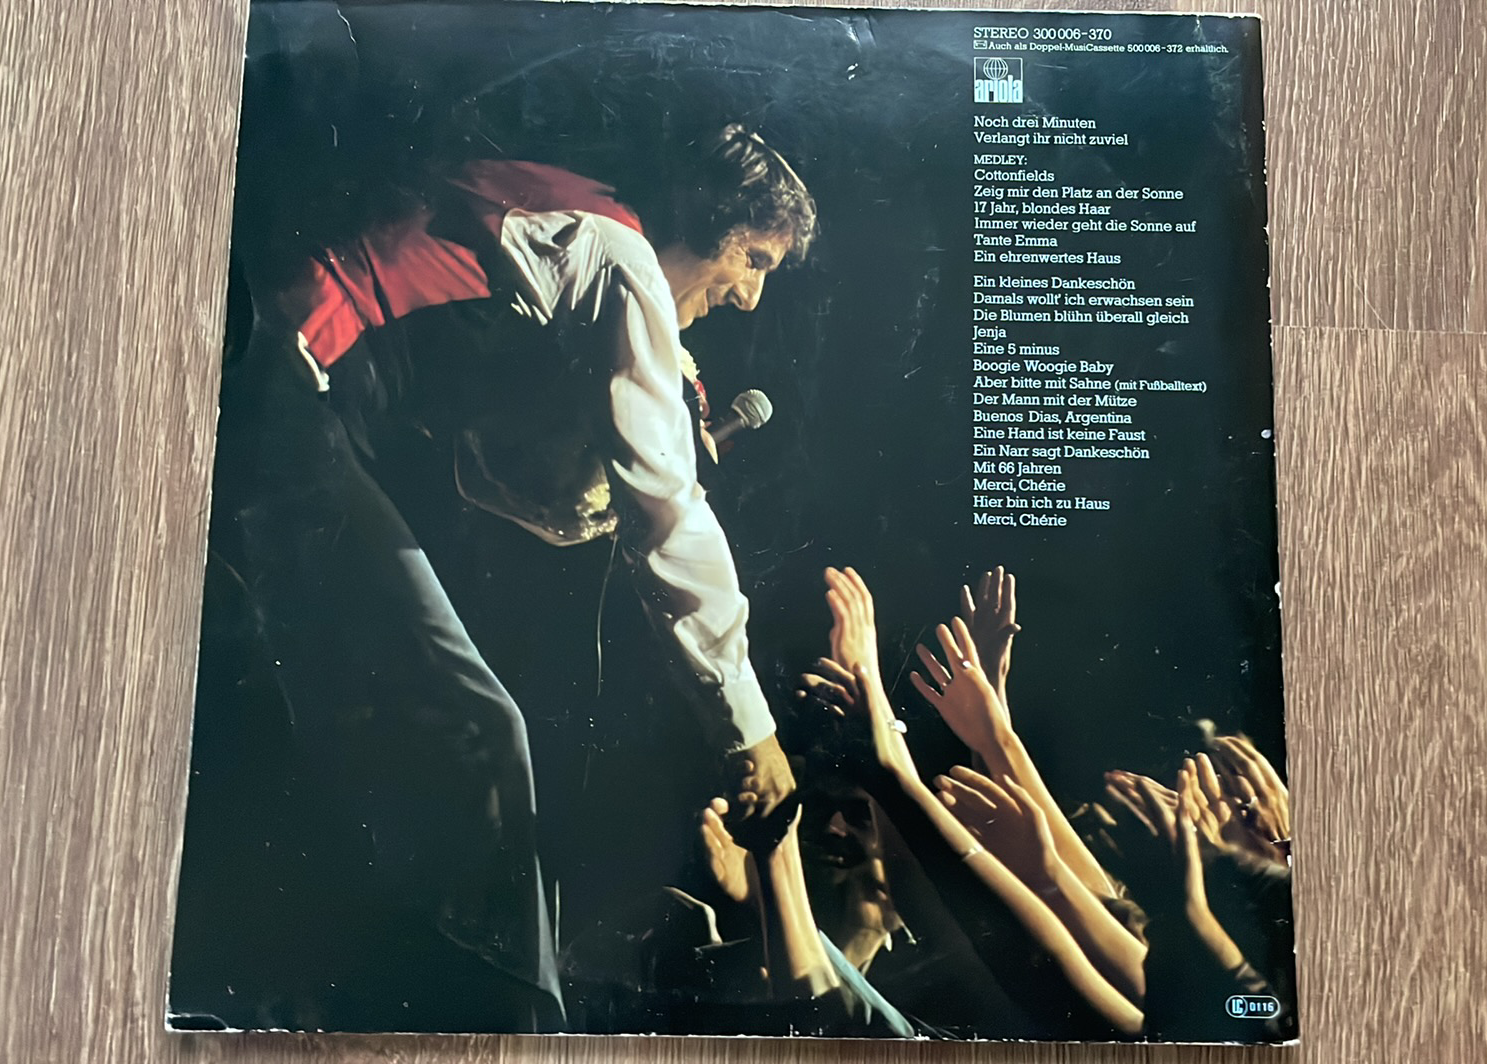 STEREO 300 006-370
Auch als Doppel-MusiCassette 500 006-372 erhältlich.
ariola
Noch drei Minuten
Verlangt ihr nicht zuviel
MEDLEY:
Cottonfields
Zeig mir den Platz an der Sonne
17 Jahr, blondes Haar
Immer wieder geht die Sonne auf
Tante Emma
Ein ehrenwertes Haus
Ein kleines Dankeschön
Damals wollt' ich erwachsen sein
Die Blumen blühn überall gleich
Jenja
Eine 5 minus
Boogie Woogie Baby
Aber bitte mit Sahne (mit Fußballtext)
Der Mann mit der Mütze
Buenos Dias, Argentina
Eine Hand ist keine Faust
Ein Narr sagt Dankeschön
Mit 66 Jahren
Merci, Chérie
Hier bin ich zu Haus
Merci, Chérie
LC 0116